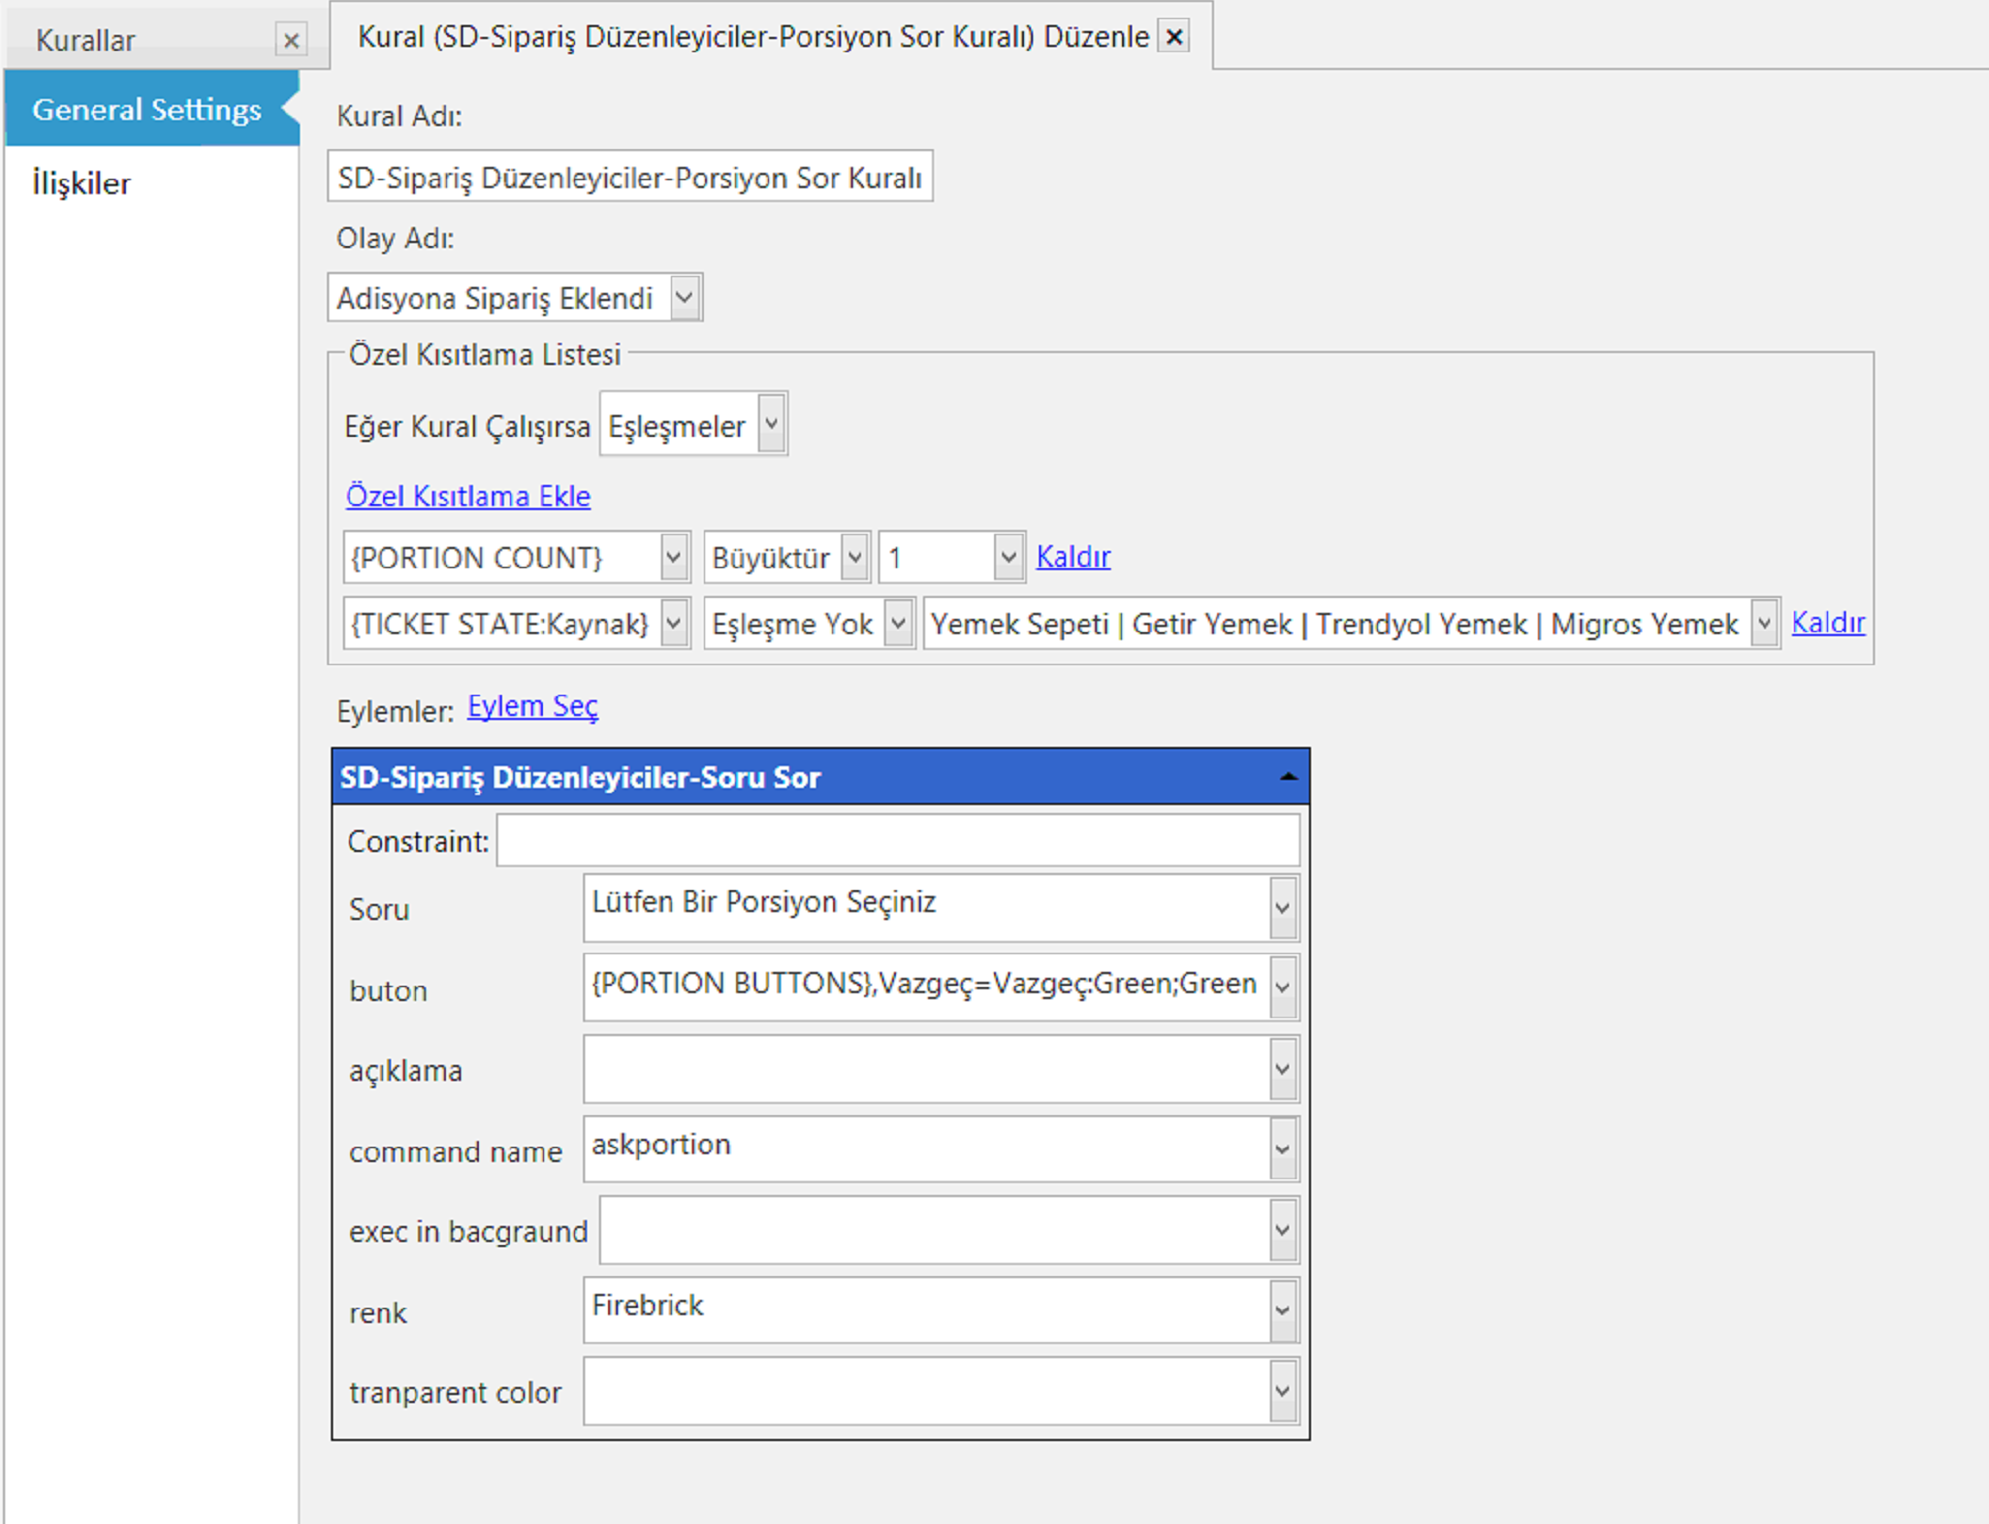 Kurallar
Kural (SD-Sipariş Düzenleyiciler-Porsiyon Sor Kuralı) Düzenle
General Settings
İlişkiler
Kural Adı:
SD-Sipariş Düzenleyiciler-Porsiyon Sor Kuralı
Olay Adı:
Adisyona Sipariş Eklendi
Özel Kısıtlama Listesi
Eğer Kural Çalışırsa Eşleşmeler
Özel Kısıtlama Ekle
{PORTION COUNT} Büyüktür 1 Kaldır
{TICKET STATE:Kaynak} Eşleşme Yok Yemek Sepeti | Getir Yemek | Trendyol Yemek | Migros Yemek Kaldır
Eylemler: Eylem Seç
SD-Sipariş Düzenleyiciler-Soru Sor
Constraint:
Soru Lütfen Bir Porsiyon Seçiniz
buton {PORTION BUTTONS},Vazgeç=Vazgeç:Green;Green
açıklama
command name askportion
exec in bacgraund
renk Firebrick
tranparent color